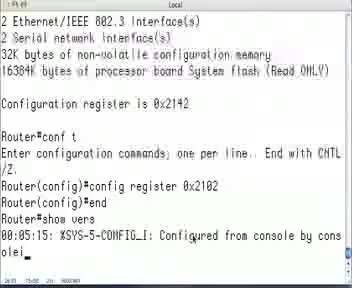 Local
2 Ethernet/IEEE 802.3 interface(s)
2 Serial network interface(s)
32K bytes of non-volatile configuration memory
16384K bytes of processor board System flash (Read ONLY)
Configuration register is 0x2142
Router#conf t
Enter configuration commands, one per line.  End with CNTL
/Z.
Router(config)#config register 0x2102
Router(config)#end
Router#show vers
00:05:15: %SYS-5-CONFIG_I: Configured from console by cons
olei